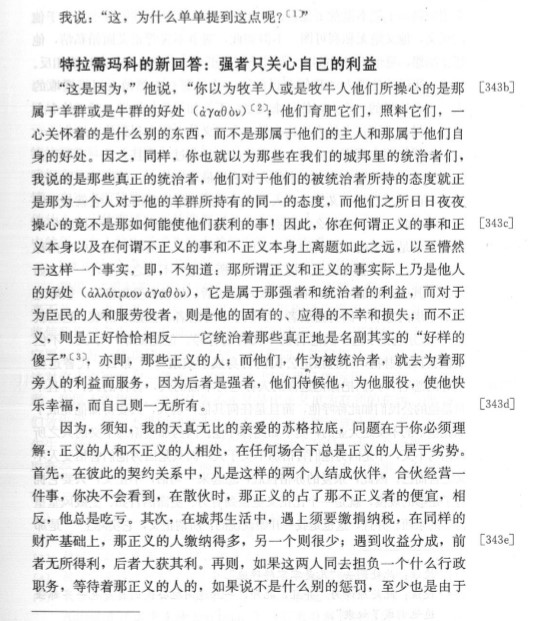 我说：“这，为什么单单提到这点呢？〔1〕”
特拉需玛科的新回答：强者只关心自己的利益
“这是因为，”他说，“你以为牧羊人或是牧牛人他们所操心的是那 [343b]
属于羊群或是牛群的好处（ἀγαθὸν）〔2〕；他们育肥它们，照料它们，一
心关怀着的是什么别的东西，而不是那属于他们的主人和那属于他们自
身的好处。因之，同样，你也就以为那些在我们的城邦里的统治者们，
我说的是那些真正的统治者，他们对于他们的被统治者所持的态度就正
是那为一个人对于他的羊群所持有的同一的态度，而他们之所日日夜夜
操心的竟不是那如何能使他们获利的事！因此，你在何谓正义的事和正 [343c]
义本身以及在何谓不正义的事和不正义本身上离题如此之远，以至懵然
于这样一个事实，即，不知道：那所谓正义和正义的事实际上乃是他人
的好处（ἀλλότριον ἀγαθὸν），它是属于那强者和统治者的利益，而对于
为臣民的人和服劳役者，则是他的固有的、应得的不幸和损失；而不正
义，则是正好恰恰相反——它统治着那些真正地是名副其实的“好样的
傻子”〔3〕，亦即，那些正义的人；而他们，作为被统治者，就去为着那
旁人的利益而服务，因为后者是强者，他们侍候他，为他服役，使他快
乐幸福，而自己则一无所有。 [343d]
因为，须知，我的天真无比的亲爱的苏格拉底，问题在于你必须理
解：正义的人和不正义的人相处，在任何场合下总是正义的人居于劣势。
首先，在彼此的契约关系中，凡是这样的两个人结成伙伴，合伙经营一
件事，你决不会看到，在散伙时，那正义的占了那不正义者的便宜，相
反，他总是吃亏。其次，在城邦生活中，遇上须要缴捐纳税，在同样的
财产基础上，那正义的人缴纳得多，另一个则很少；遇到收益分成，前 [343e]
者无所得利，后者大获其利。再则，如果这两人同去担负一个什么行政
职务，等待着那正义的人的，如果说不是什么别的惩罚，至少也是由于